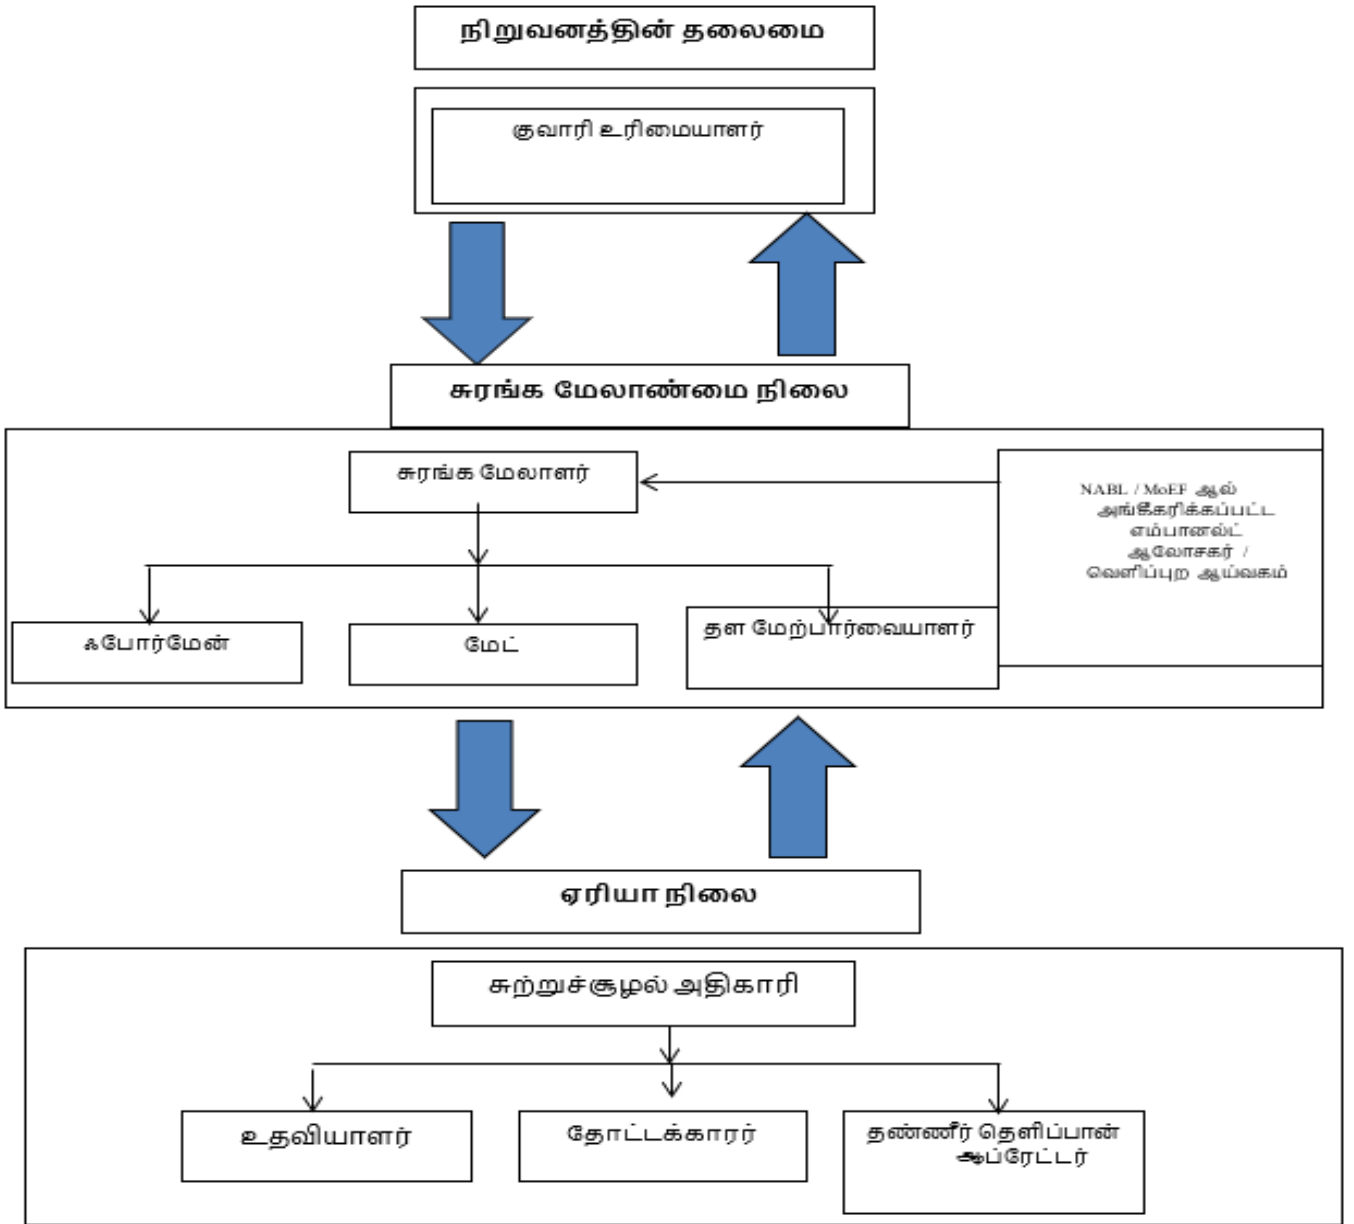 நிறுவனத்தின் தலைமை
குவாரி உரிமையாளர்
சுரங்க மேலாண்மை நிலை
சுரங்க மேலாளர்
NABL / MoEF ஆல்
அங்கீகரிக்கப்பட்ட
எம்பானல்ட்
ஆலோசகர் /
வெளிப்புற ஆய்வகம்
ஃபோர்மேன்
மேட்
தள மேற்பார்வையாளர்
ஏரியா நிலை
சுற்றுச்சூழல் அதிகாரி
உதவியாளர்
தோட்டக்காரர்
தண்ணீர் தெளிப்பான்
ஆப்ரேட்டர்